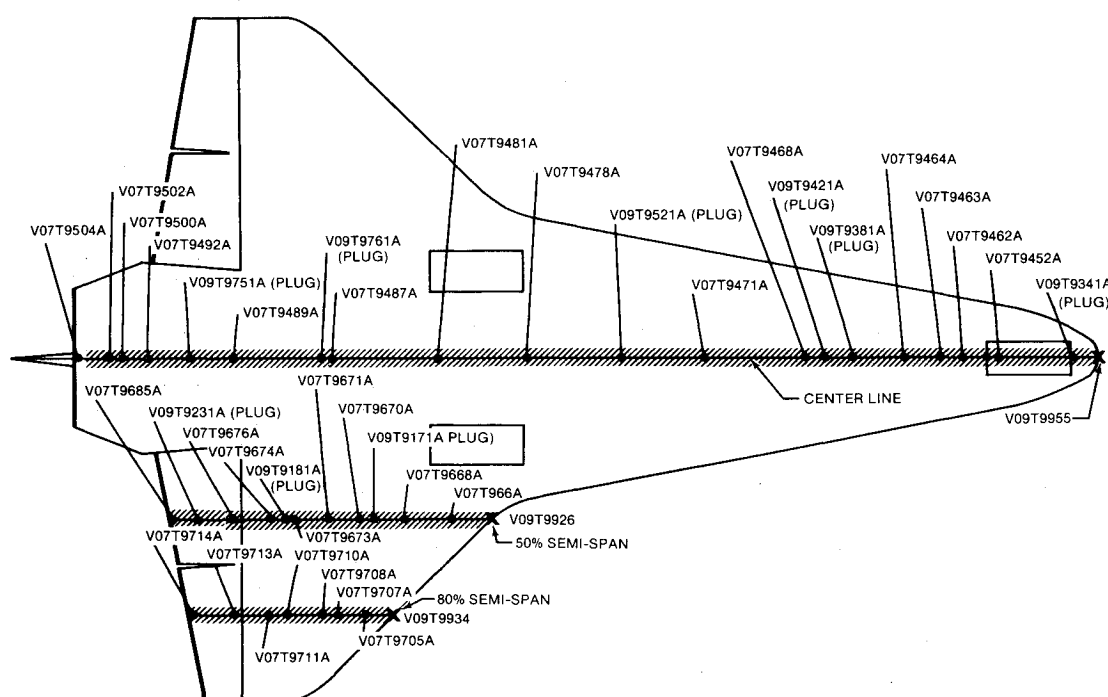 V07T9481A
V07T9468A
V07T9464A
V07T9478A
V09T9421A
(PLUG)
V07T9502A
V07T9463A
V09T9521A (PLUG)
V09T9381A
(PLUG)
V07T9500A
V07T9504A
V07T9492A
V09T9761A
(PLUG)
V07T9462A
V07T9452A
V09T9751A (PLUG)
V09T9341A
(PLUG)
V07T9487A
V07T9471A
V07T9489A
V07T9671A
V07T9685A
CENTER LINE
V09T9955
V09T9231A (PLUG)
V07T9670A
V07T9676A
V09T9171A PLUG)
V07T9674A
V09T9181A
(PLUG)
V07T9668A
V07T966A
V09T9926
V07T9714A
V07T9673A
50% SEMI-SPAN
V07T9713A
V07T9710A
V07T9708A
V07T9707A
80% SEMI-SPAN
V09T9934
V07T9705A
V07T9711A